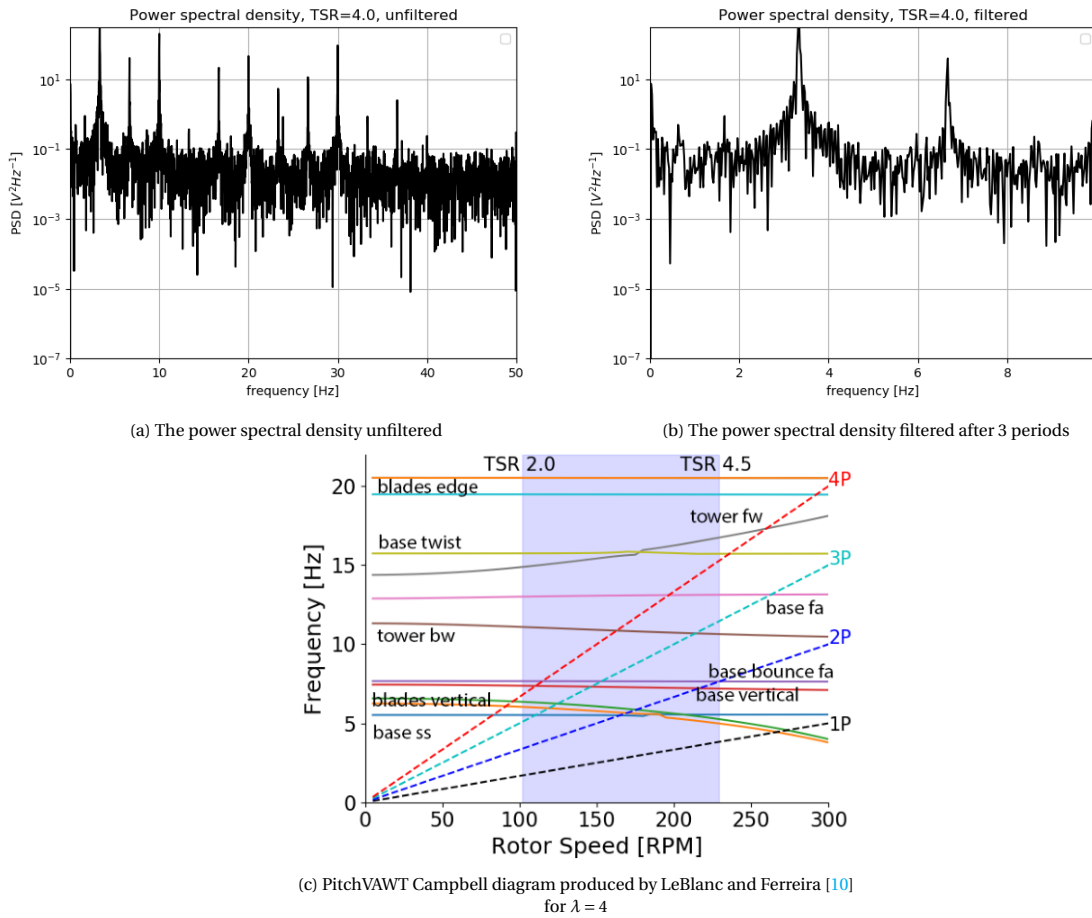 Power spectral density, TSR=4.0, unfiltered
PSD [V²Hz⁻¹]
10¹
10⁻¹
10⁻³
10⁻⁵
10⁻⁷
0 10 20 30 40 50
frequency [Hz]
(a) The power spectral density unfiltered
Power spectral density, TSR=4.0, filtered
PSD [V²Hz⁻¹]
10¹
10⁻¹
10⁻³
10⁻⁵
10⁻⁷
0 2 4 6 8
frequency [Hz]
(b) The power spectral density filtered after 3 periods
TSR 2.0 TSR 4.5
Frequency [Hz]
20
15
10
5
0
blades edge
4P
tower fw
base twist
3P
base fa
tower bw
2P
base bounce fa
blades vertical
base vertical
base ss
1P
0 50 100 150 200 250 300
Rotor Speed [RPM]
(c) PitchVAWT Campbell diagram produced by LeBlanc and Ferreira [10]
for λ = 4